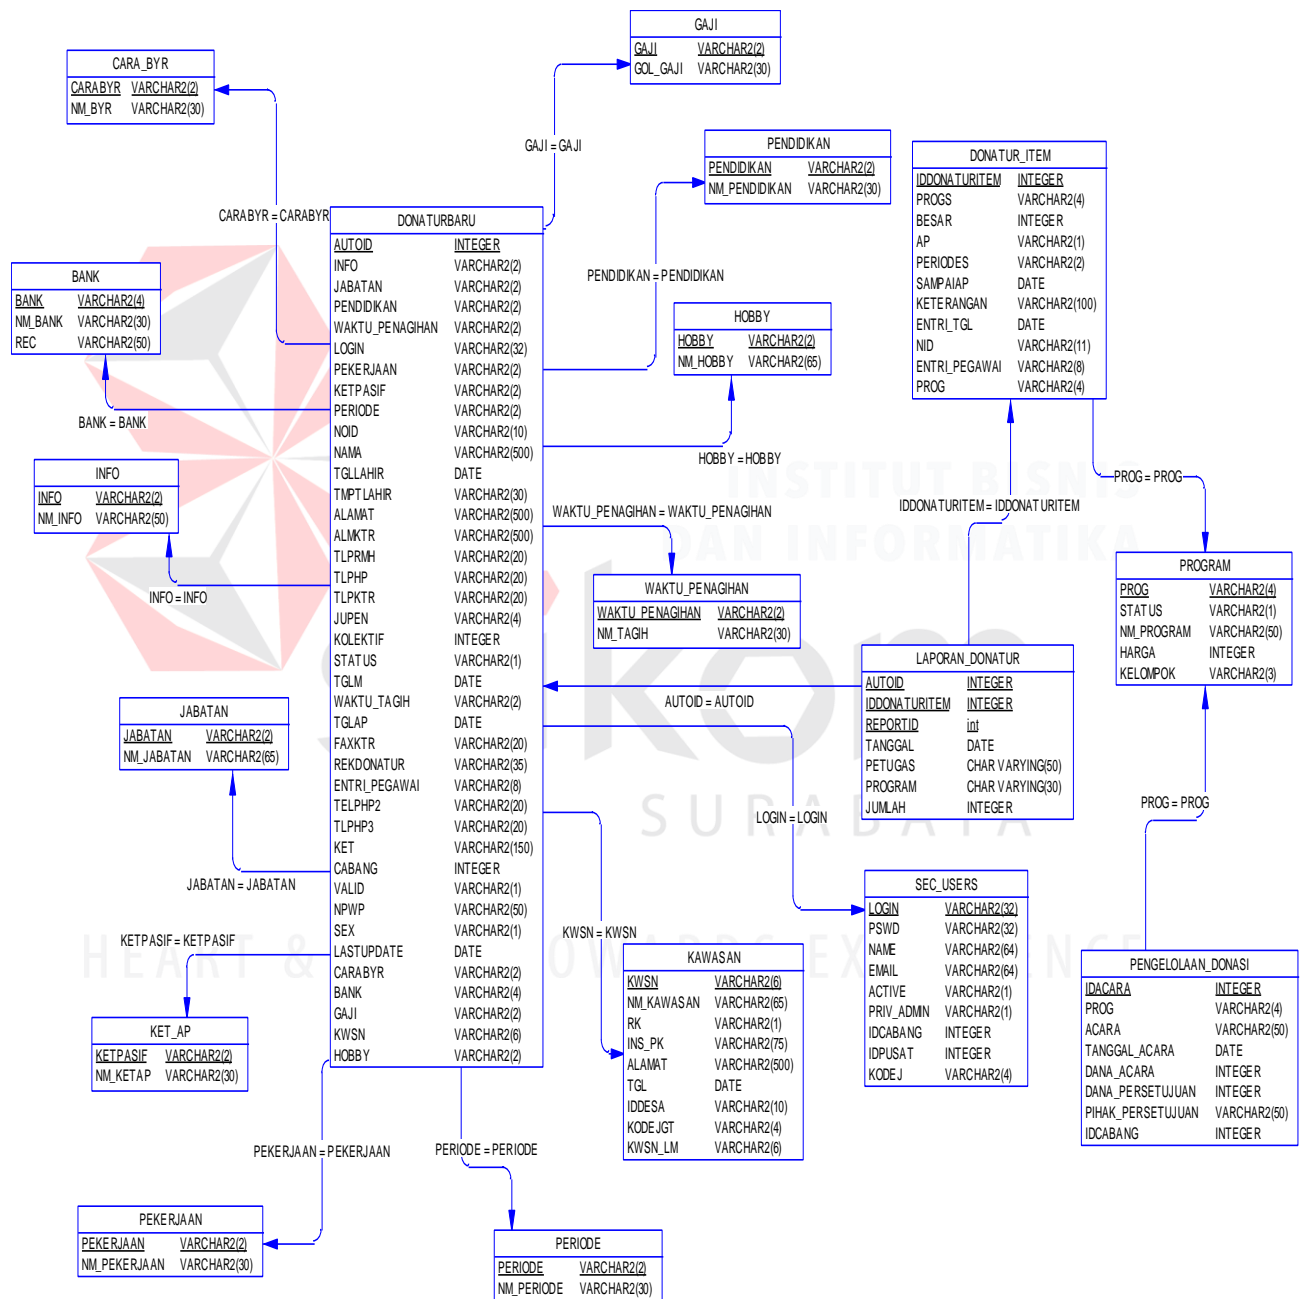 GAJI
GAJI VARCHAR2(2)
GOL_GAJI VARCHAR2(30)
CARA_BYR
CARABYR VARCHAR2(2)
NM_BYR VARCHAR2(30)
GAJI = GAJI
PENDIDIKAN
PENDIDIKAN VARCHAR2(2)
NM_PENDIDIKAN VARCHAR2(30)
DONATUR_ITEM
IDDONATURITEM INTEGER
PROGS VARCHAR2(4)
BESAR INTEGER
AP VARCHAR2(1)
PERIODES VARCHAR2(2)
SAMPAIAP DATE
KETERANGAN VARCHAR2(100)
ENTRI_TGL DATE
NID VARCHAR2(11)
ENTRI_PEGAWAI VARCHAR2(8)
PROG VARCHAR2(4)
CARABYR = CARABYR
DONATURBARU
AUTOID INTEGER
INFO VARCHAR2(2)
JABATAN VARCHAR2(2)
PENDIDIKAN VARCHAR2(2)
WAKTU_PENAGIHAN VARCHAR2(2)
LOGIN VARCHAR2(32)
PEKERJAAN VARCHAR2(2)
KETPASIF VARCHAR2(2)
PERIODE VARCHAR2(2)
NOID VARCHAR2(10)
NAMA VARCHAR2(500)
TGLLAHIR DATE
TMPTLAHIR VARCHAR2(30)
ALAMAT VARCHAR2(500)
ALMKTR VARCHAR2(500)
TLPRMH VARCHAR2(20)
TLPHP VARCHAR2(20)
TLPKTR VARCHAR2(20)
JUPEN VARCHAR2(4)
KOLEKTIF INTEGER
STATUS VARCHAR2(1)
TGLM DATE
WAKTU_TAGIH VARCHAR2(2)
TGLAP DATE
FAXKTR VARCHAR2(20)
REKDONATUR VARCHAR2(35)
ENTRI_PEGAWAI VARCHAR2(8)
TELPHP2 VARCHAR2(20)
TLPHP3 VARCHAR2(20)
KET VARCHAR2(150)
CABANG INTEGER
VALID VARCHAR2(1)
NPWP VARCHAR2(50)
SEX VARCHAR2(1)
LASTUPDATE DATE
CARABYR VARCHAR2(2)
BANK VARCHAR2(4)
GAJI VARCHAR2(2)
KWSN VARCHAR2(6)
HOBBY VARCHAR2(2)
PENDIDIKAN = PENDIDIKAN
BANK
BANK VARCHAR2(4)
NM_BANK VARCHAR2(30)
REC VARCHAR2(50)
BANK = BANK
HOBBY
HOBBY VARCHAR2(2)
NM_HOBBY VARCHAR2(65)
HOBBY = HOBBY
INFO
INFO VARCHAR2(2)
NM_INFO VARCHAR2(50)
INFO = INFO
INSTITUT BISNIS
DAN INFORMATIKA
PROG = PROG
IDDONATURITEM = IDDONATURITEM
WAKTU_PENAGIHAN = WAKTU_PENAGIHAN
WAKTU_PENAGIHAN
WAKTU_PENAGIHAN VARCHAR2(2)
NM_TAGIH VARCHAR2(30)
PROGRAM
PROG VARCHAR2(4)
STATUS VARCHAR2(1)
NM_PROGRAM VARCHAR2(50)
HARGA INTEGER
KELOMPOK VARCHAR2(3)
LAPORAN_DONATUR
AUTOID INTEGER
IDDONATURITEM INTEGER
REPORTID int
TANGGAL DATE
PETUGAS CHAR VARYING(50)
PROGRAM CHAR VARYING(30)
JUMLAH INTEGER
AUTOID = AUTOID
JABATAN
JABATAN VARCHAR2(2)
NM_JABATAN VARCHAR2(65)
JABATAN = JABATAN
SURABAYA
LOGIN = LOGIN
PROG = PROG
SEC_USERS
LOGIN VARCHAR2(32)
PSWD VARCHAR2(32)
NAME VARCHAR2(64)
EMAIL VARCHAR2(64)
ACTIVE VARCHAR2(1)
PRIV_ADMIN VARCHAR2(1)
IDCABANG INTEGER
IDPUSAT INTEGER
KODEJ VARCHAR2(4)
KETPASIF = KETPASIF
KWSN = KWSN
HEART &
KAWASAN
KWSN VARCHAR2(6)
NM_KAWASAN VARCHAR2(65)
RK VARCHAR2(1)
INS_PK VARCHAR2(75)
ALAMAT VARCHAR2(500)
TGL DATE
IDDESA VARCHAR2(10)
KODEJGT VARCHAR2(4)
KWSN_LM VARCHAR2(6)
PENGELOLAAN_DONASI
IDACARA INTEGER
PROG VARCHAR2(4)
ACARA VARCHAR2(50)
TANGGAL_ACARA DATE
DANA_ACARA INTEGER
DANA_PERSETUJUAN INTEGER
PIHAK_PERSETUJUAN VARCHAR2(50)
IDCABANG INTEGER
KET_AP
KETPASIF VARCHAR2(2)
NM_KETAP VARCHAR2(30)
PEKERJAAN = PEKERJAAN
PERIODE = PERIODE
PEKERJAAN
PEKERJAAN VARCHAR2(2)
NM_PEKERJAAN VARCHAR2(30)
PERIODE
PERIODE VARCHAR2(2)
NM_PERIODE VARCHAR2(30)